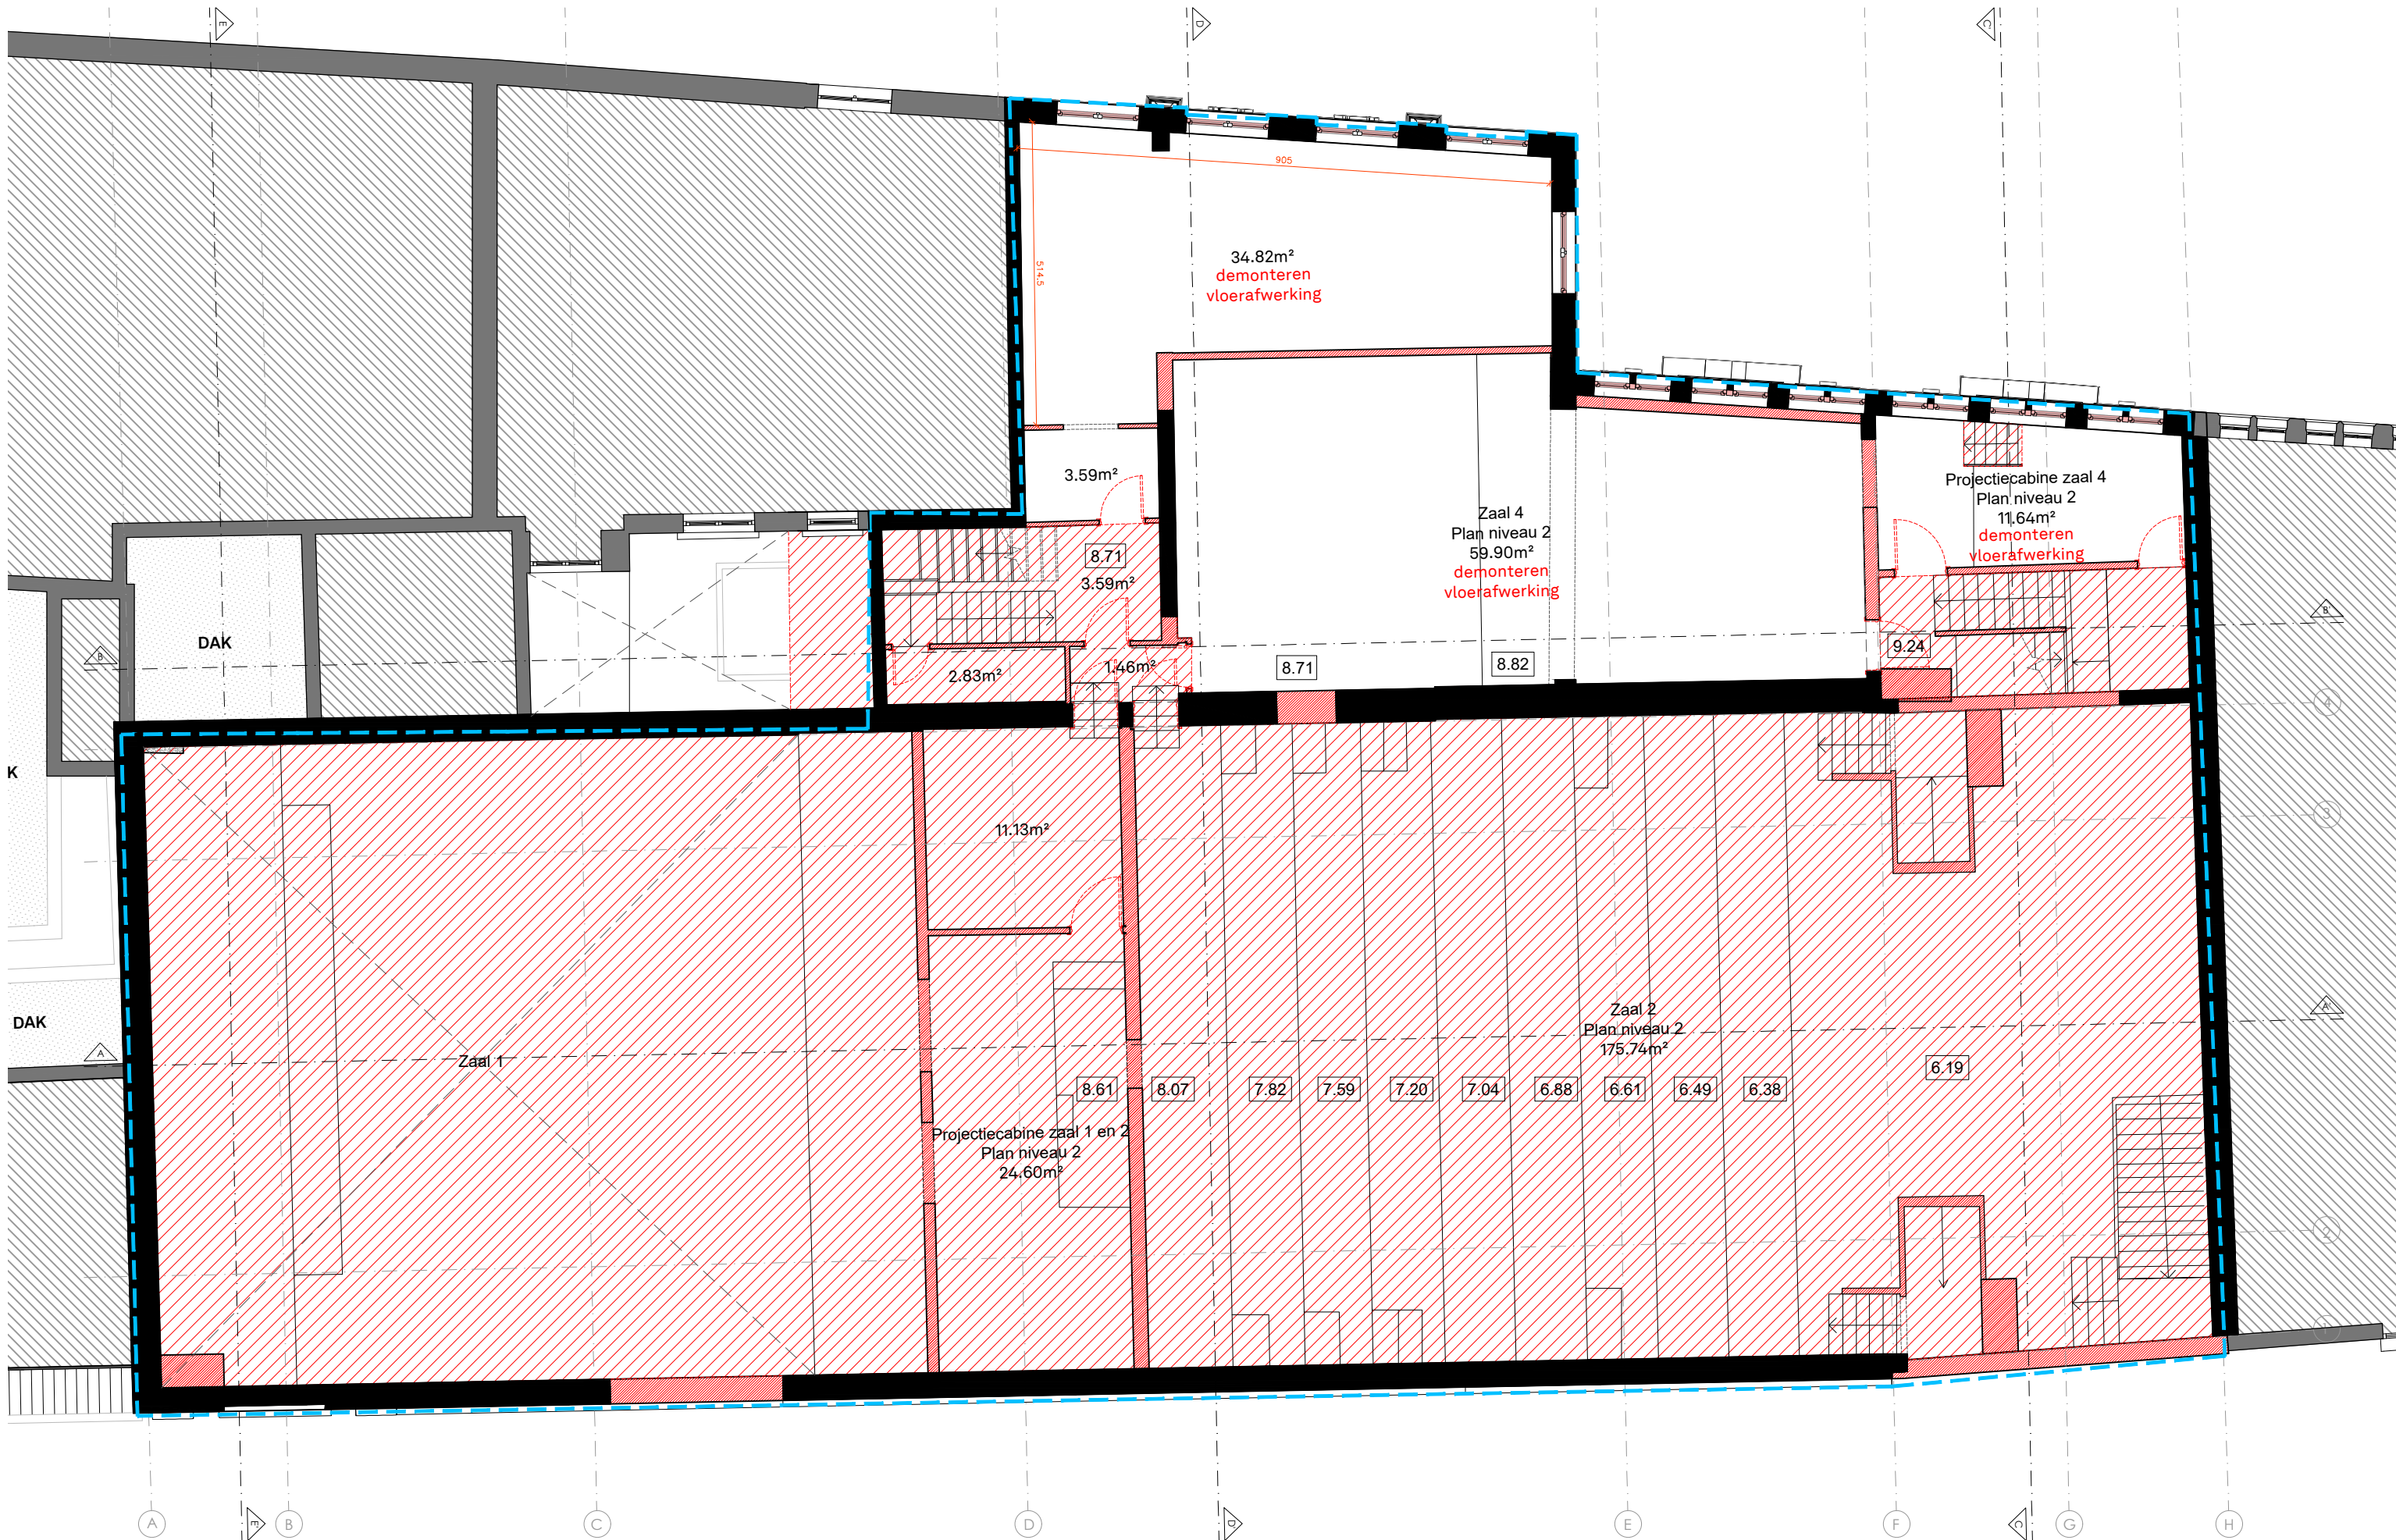 E
D
C'
905
514.5
34.82m²
demonteren
vloerafwerking
3.59m²
Zaal 4
Plan niveau 2
59.90m²
demonteren
vloerafwerking
Projectiecabine zaal 4
Plan niveau 2
11.64m²
demonteren
vloerafwerking
8.71
3.59m²
DAK
B
B'
2.83m²
1.46m²
8.71
8.82
9.24
4
K
3
11.13m²
DAK
A
A'
Zaal 1
Zaal 2
Plan niveau 2
175.74m²
6.19
8.61
8.07
7.82
7.59
7.20
7.04
6.88
6.61
6.49
6.38
Projectiecabine zaal 1 en 2
Plan niveau 2
24.60m²
2
1
A
E'
B
C
D
D'
E
F
C
G
H